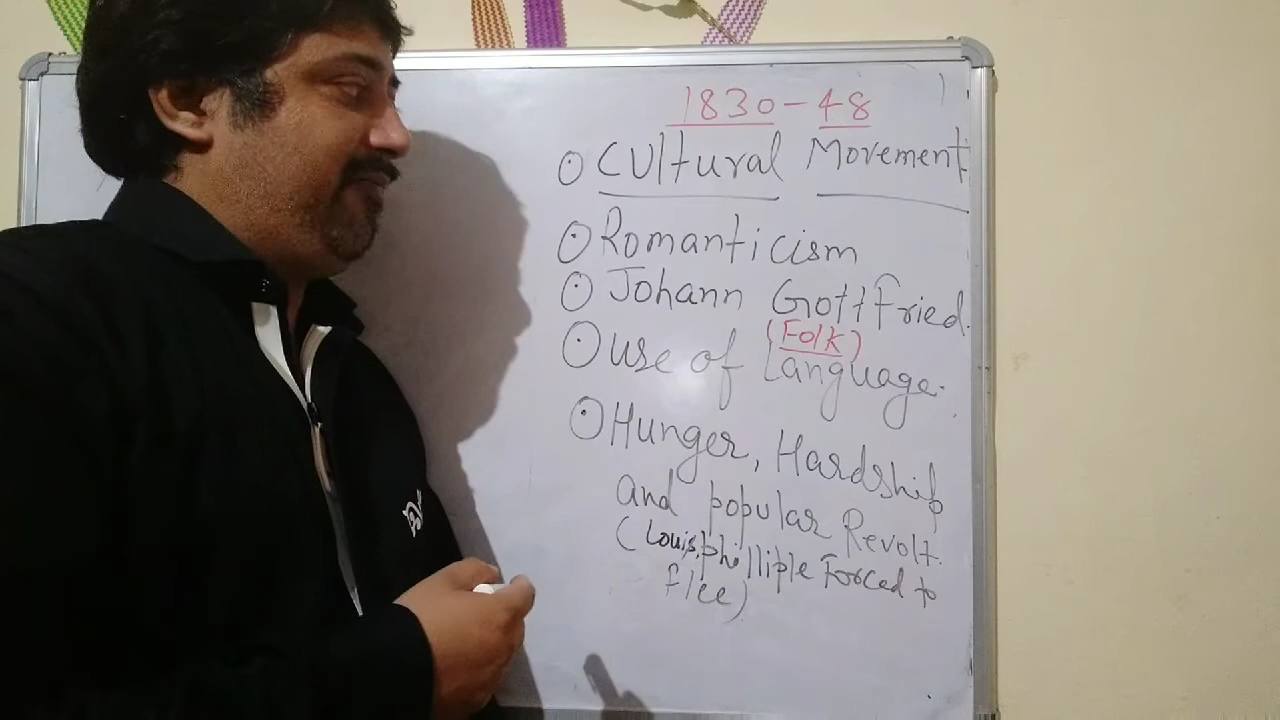 1830-48
Cultural Movement
Romanticism
Johann Gottfried.
(Folk)
use of Language.
Hunger, Hardship
and popular Revolt.
(Louis, philliple Forced to
flee)